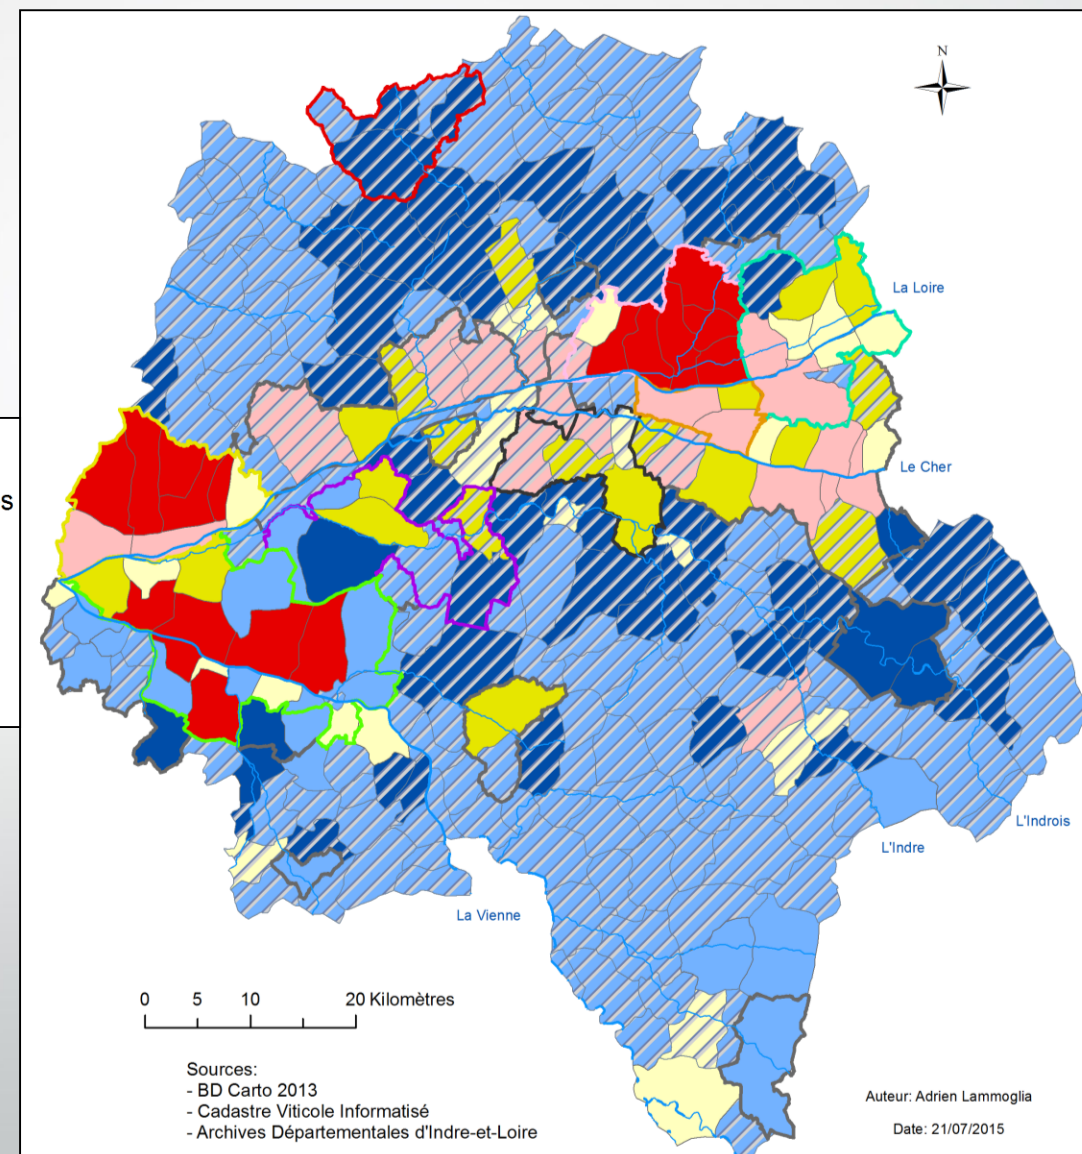 N
La Loire
Le Cher
s
L'Indrois
L'Indre
La Vienne
0 5 10 20 Kilomètres
Sources:
- BD Carto 2013
- Cadastre Viticole Informatisé
- Archives Départementales d'Indre-et-Loire
Auteur: Adrien Lammoglia
Date: 21/07/2015